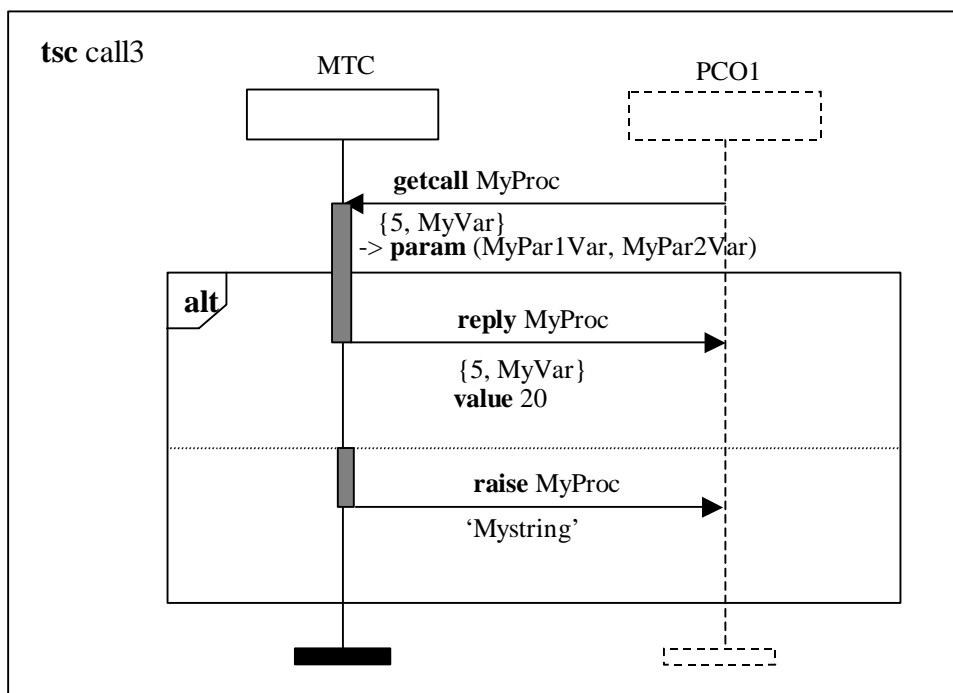 tsc call3
MTC
PCO1
getcall MyProc
{5, MyVar}
-> param (MyPar1Var, MyPar2Var)
alt
reply MyProc
{5, MyVar}
value 20
raise MyProc
‘Mystring’